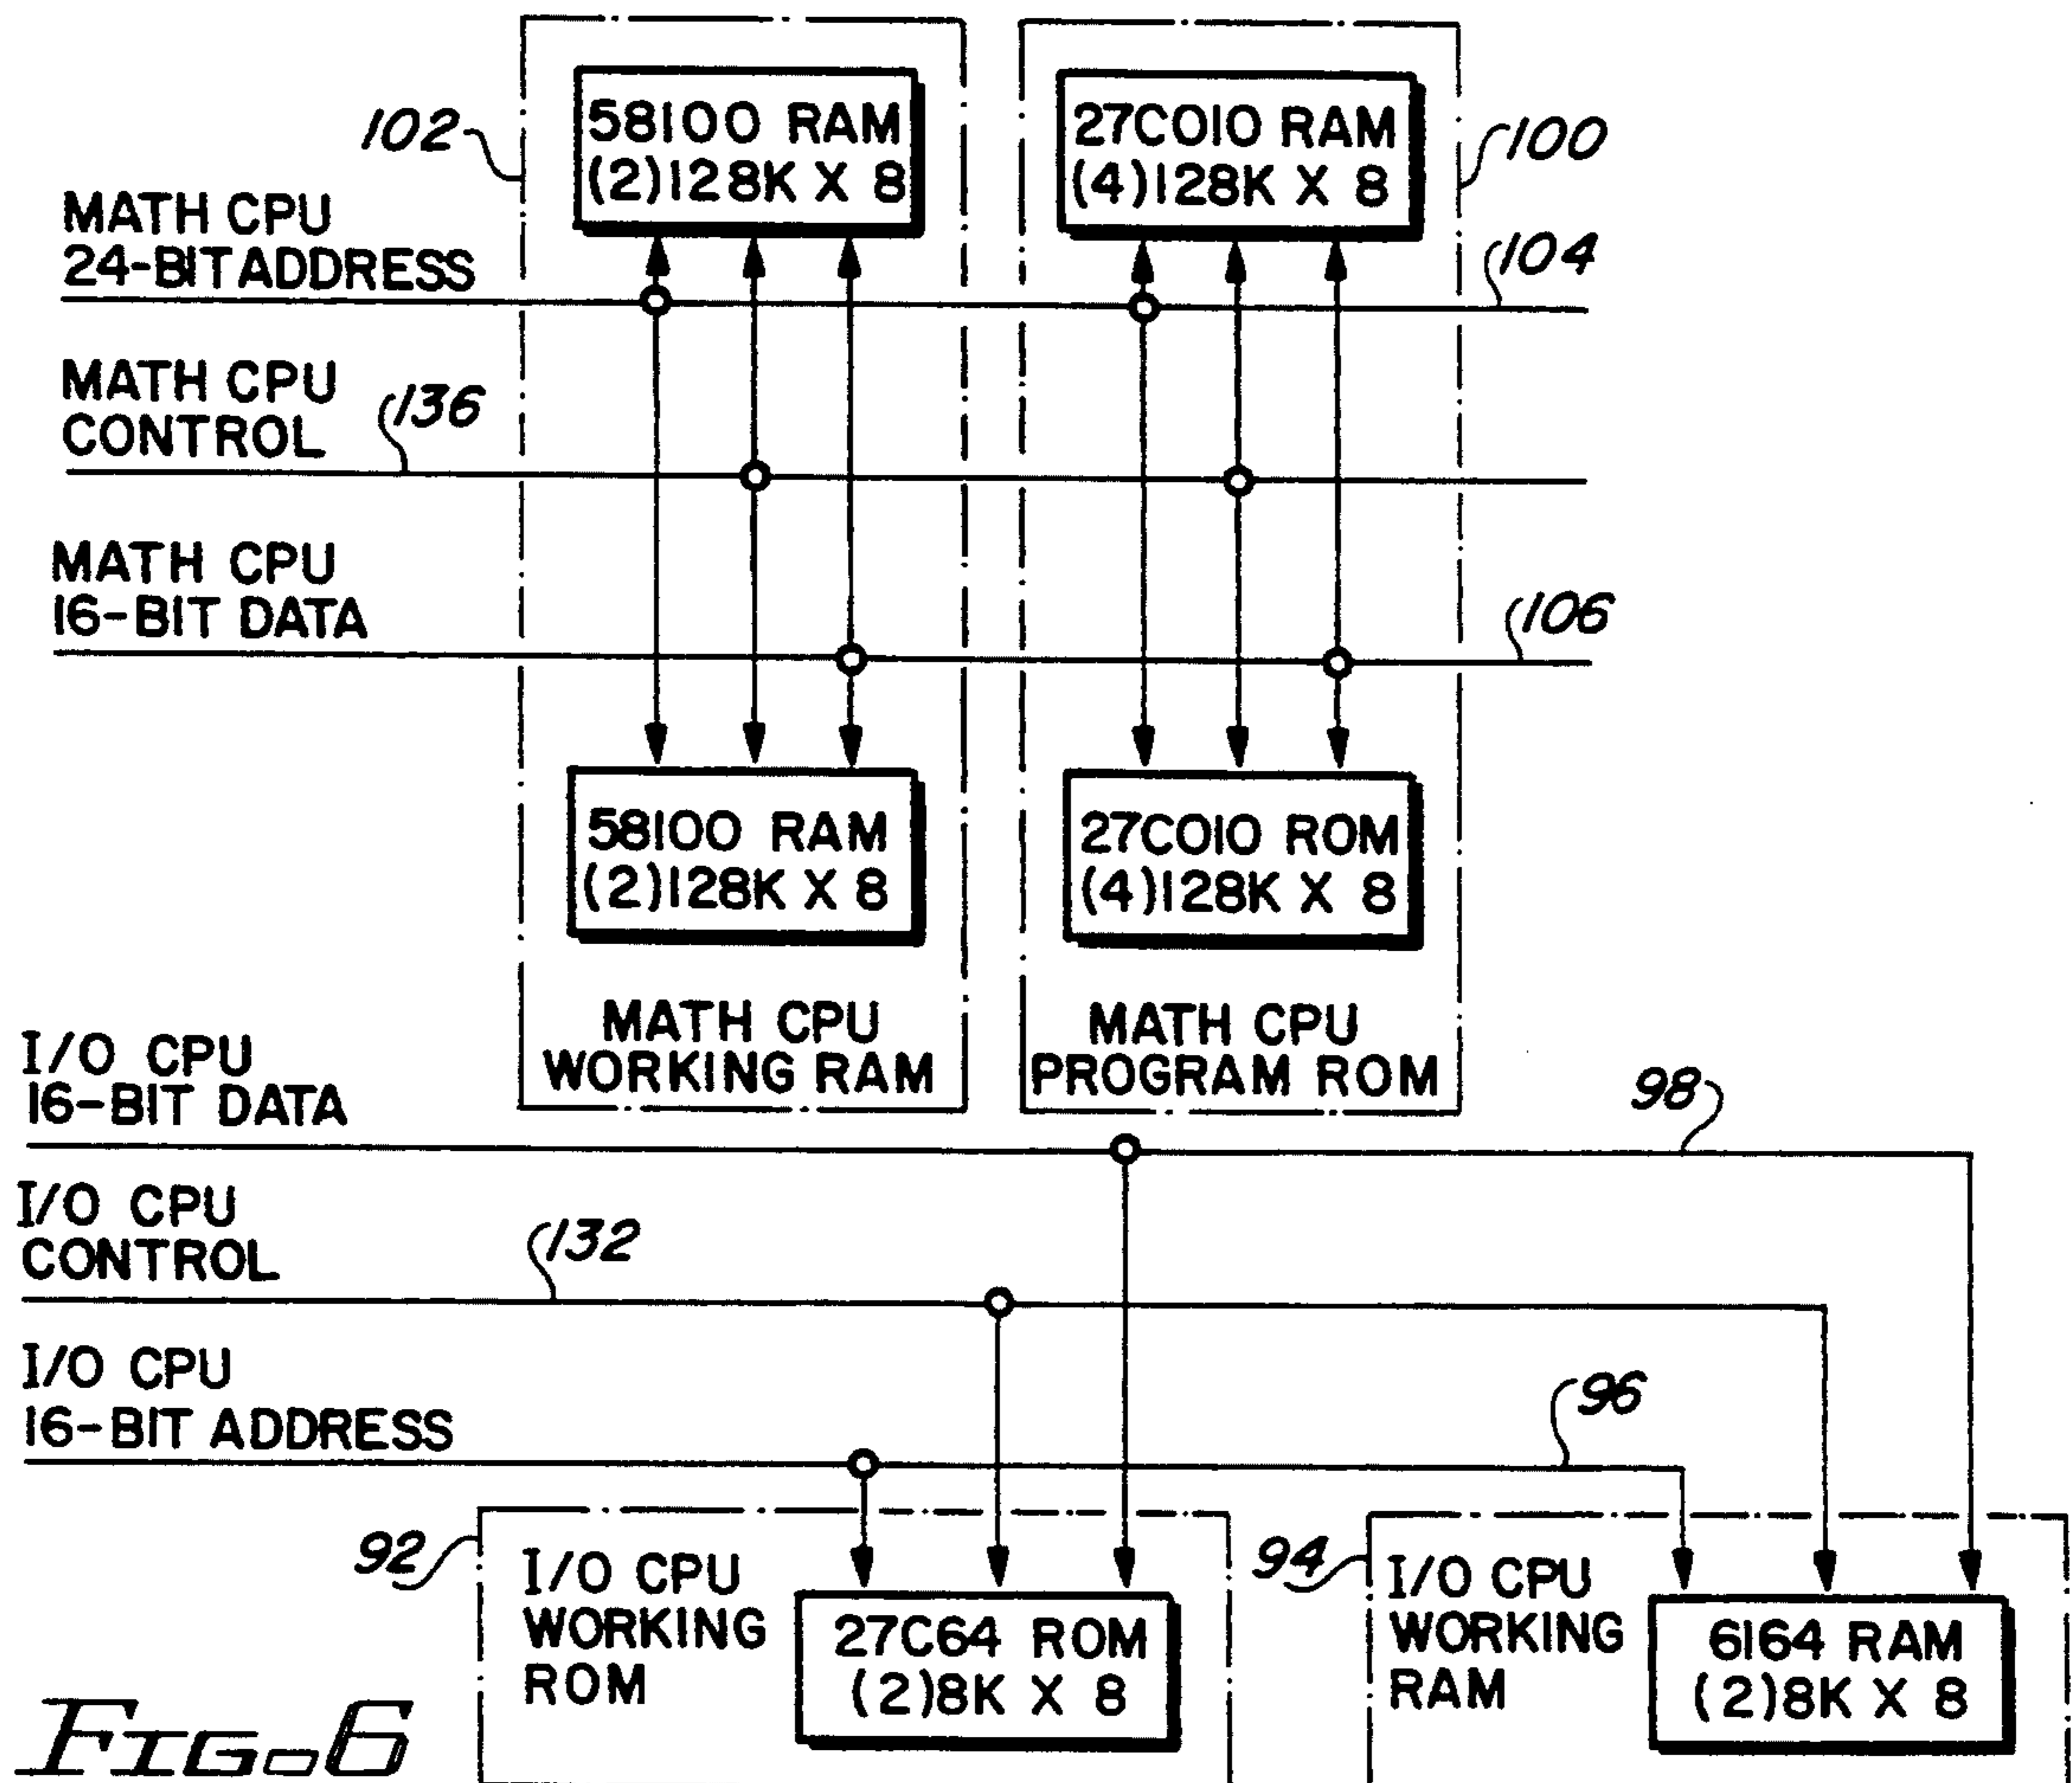 58100 RAM
(2)128K X 8
27C010 RAM
(4)128K X 8
102
100
MATH CPU
24-BIT ADDRESS
104
MATH CPU
CONTROL
136
MATH CPU
16-BIT DATA
106
58100 RAM
(2)128K X 8
27C010 ROM
(4)128K X 8
MATH CPU
WORKING RAM
MATH CPU
PROGRAM ROM
I/O CPU
16-BIT DATA
98
I/O CPU
CONTROL
132
I/O CPU
16-BIT ADDRESS
96
92
I/O CPU
WORKING
ROM
27C64 ROM
(2)8K X 8
94
I/O CPU
WORKING
RAM
6164 RAM
(2)8K X 8
FIG. 6